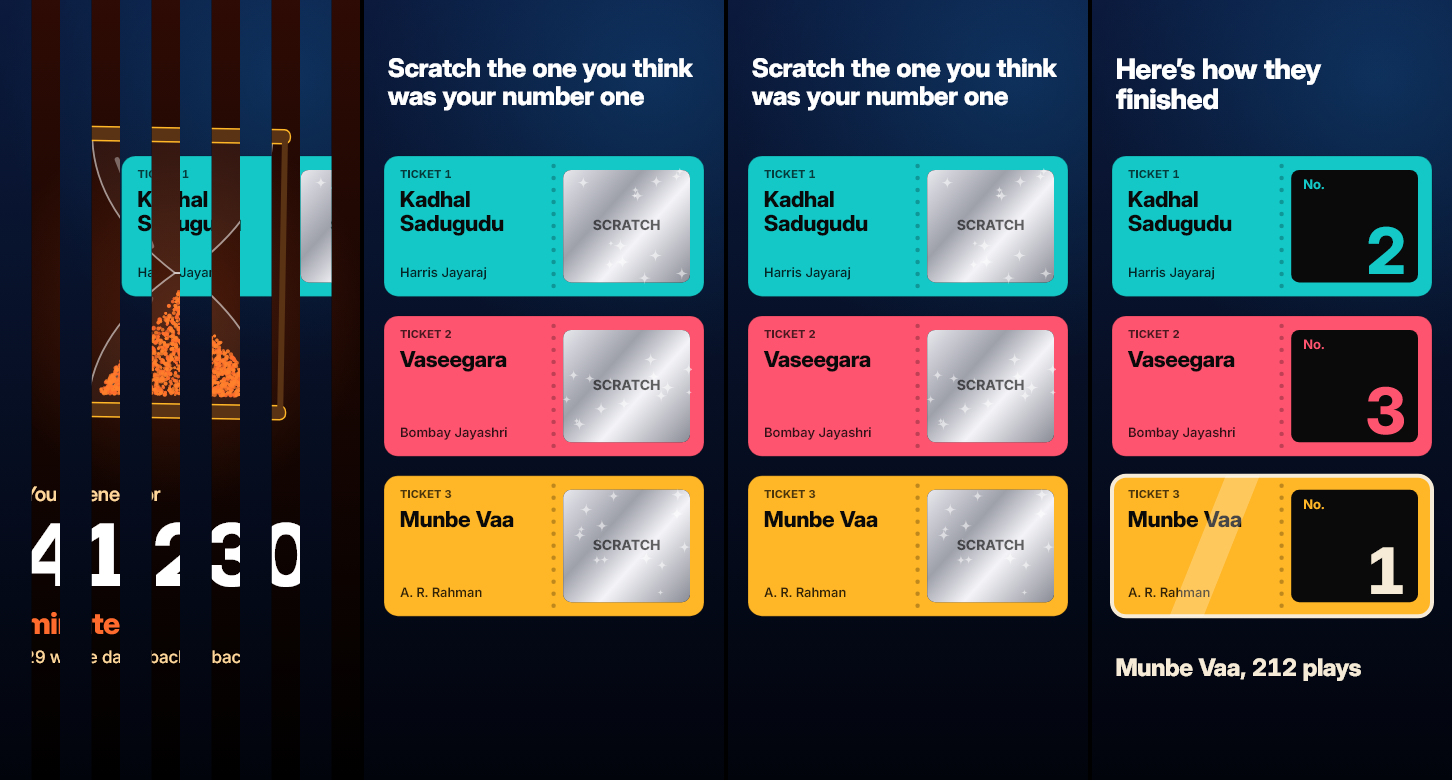 TICKET 1
You
41230
29
Scratch the one you think
was your number one
TICKET 1
Kadhal
Sadugudu
Harris Jayaraj
SCRATCH
TICKET 2
Vaseegara
Bombay Jayashri
SCRATCH
TICKET 3
Munbe Vaa
A. R. Rahman
SCRATCH
Scratch the one you think
was your number one
TICKET 1
Kadhal
Sadugudu
Harris Jayaraj
SCRATCH
TICKET 2
Vaseegara
Bombay Jayashri
SCRATCH
TICKET 3
Munbe Vaa
A. R. Rahman
SCRATCH
Here's how they
finished
TICKET 1
Kadhal
Sadugudu
Harris Jayaraj
No.
2
TICKET 2
Vaseegara
Bombay Jayashri
No.
3
TICKET 3
Munbe Vaa
A. R. Rahman
No.
1
Munbe Vaa, 212 plays